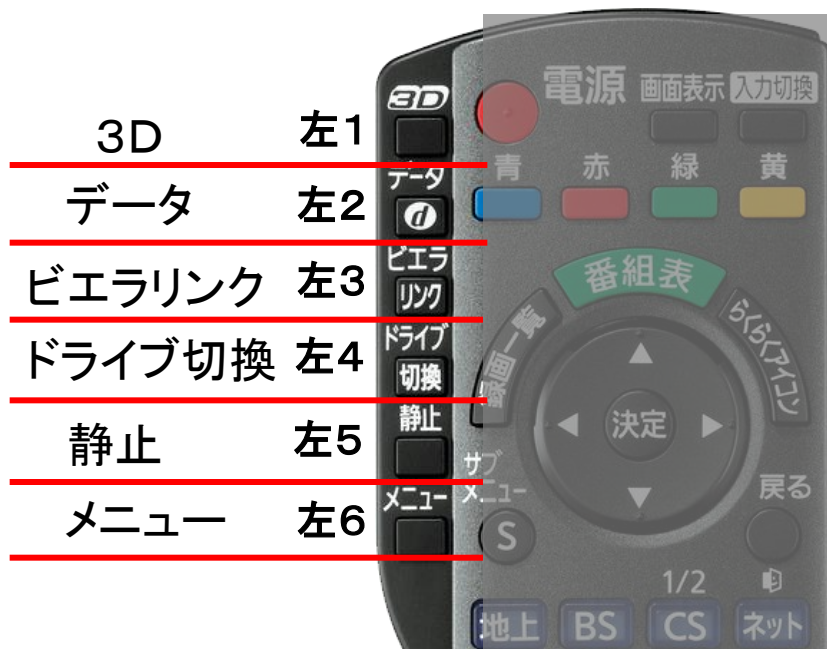 3D 左1
データ 左2
ビエラリンク 左3
ドライブ切換 左4
静止 左5
メニュー 左6
3D
データ
d
ビエラ
リンク
ドライブ
切換
静止
メニュー
電源 画面表示 入力切換
青 赤 緑 黄
番組表
録画一覧
らくらくアイコン
決定
サブ
メニュー
S
戻る
1/2
地上 BS CS ネット